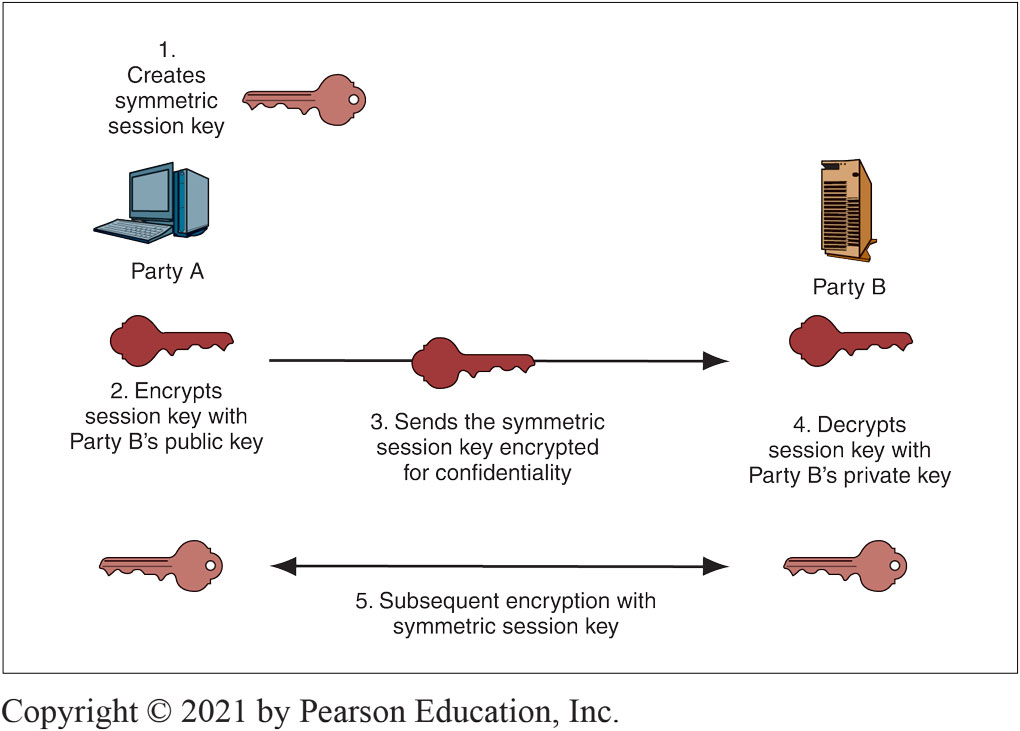 1.
Creates
symmetric
session key
Party A
Party B
2. Encrypts
session key with
Party B’s public key
3. Sends the symmetric
session key encrypted
for confidentiality
4. Decrypts
session key with
Party B’s private key
5. Subsequent encryption with
symmetric session key
Copyright © 2021 by Pearson Education, Inc.